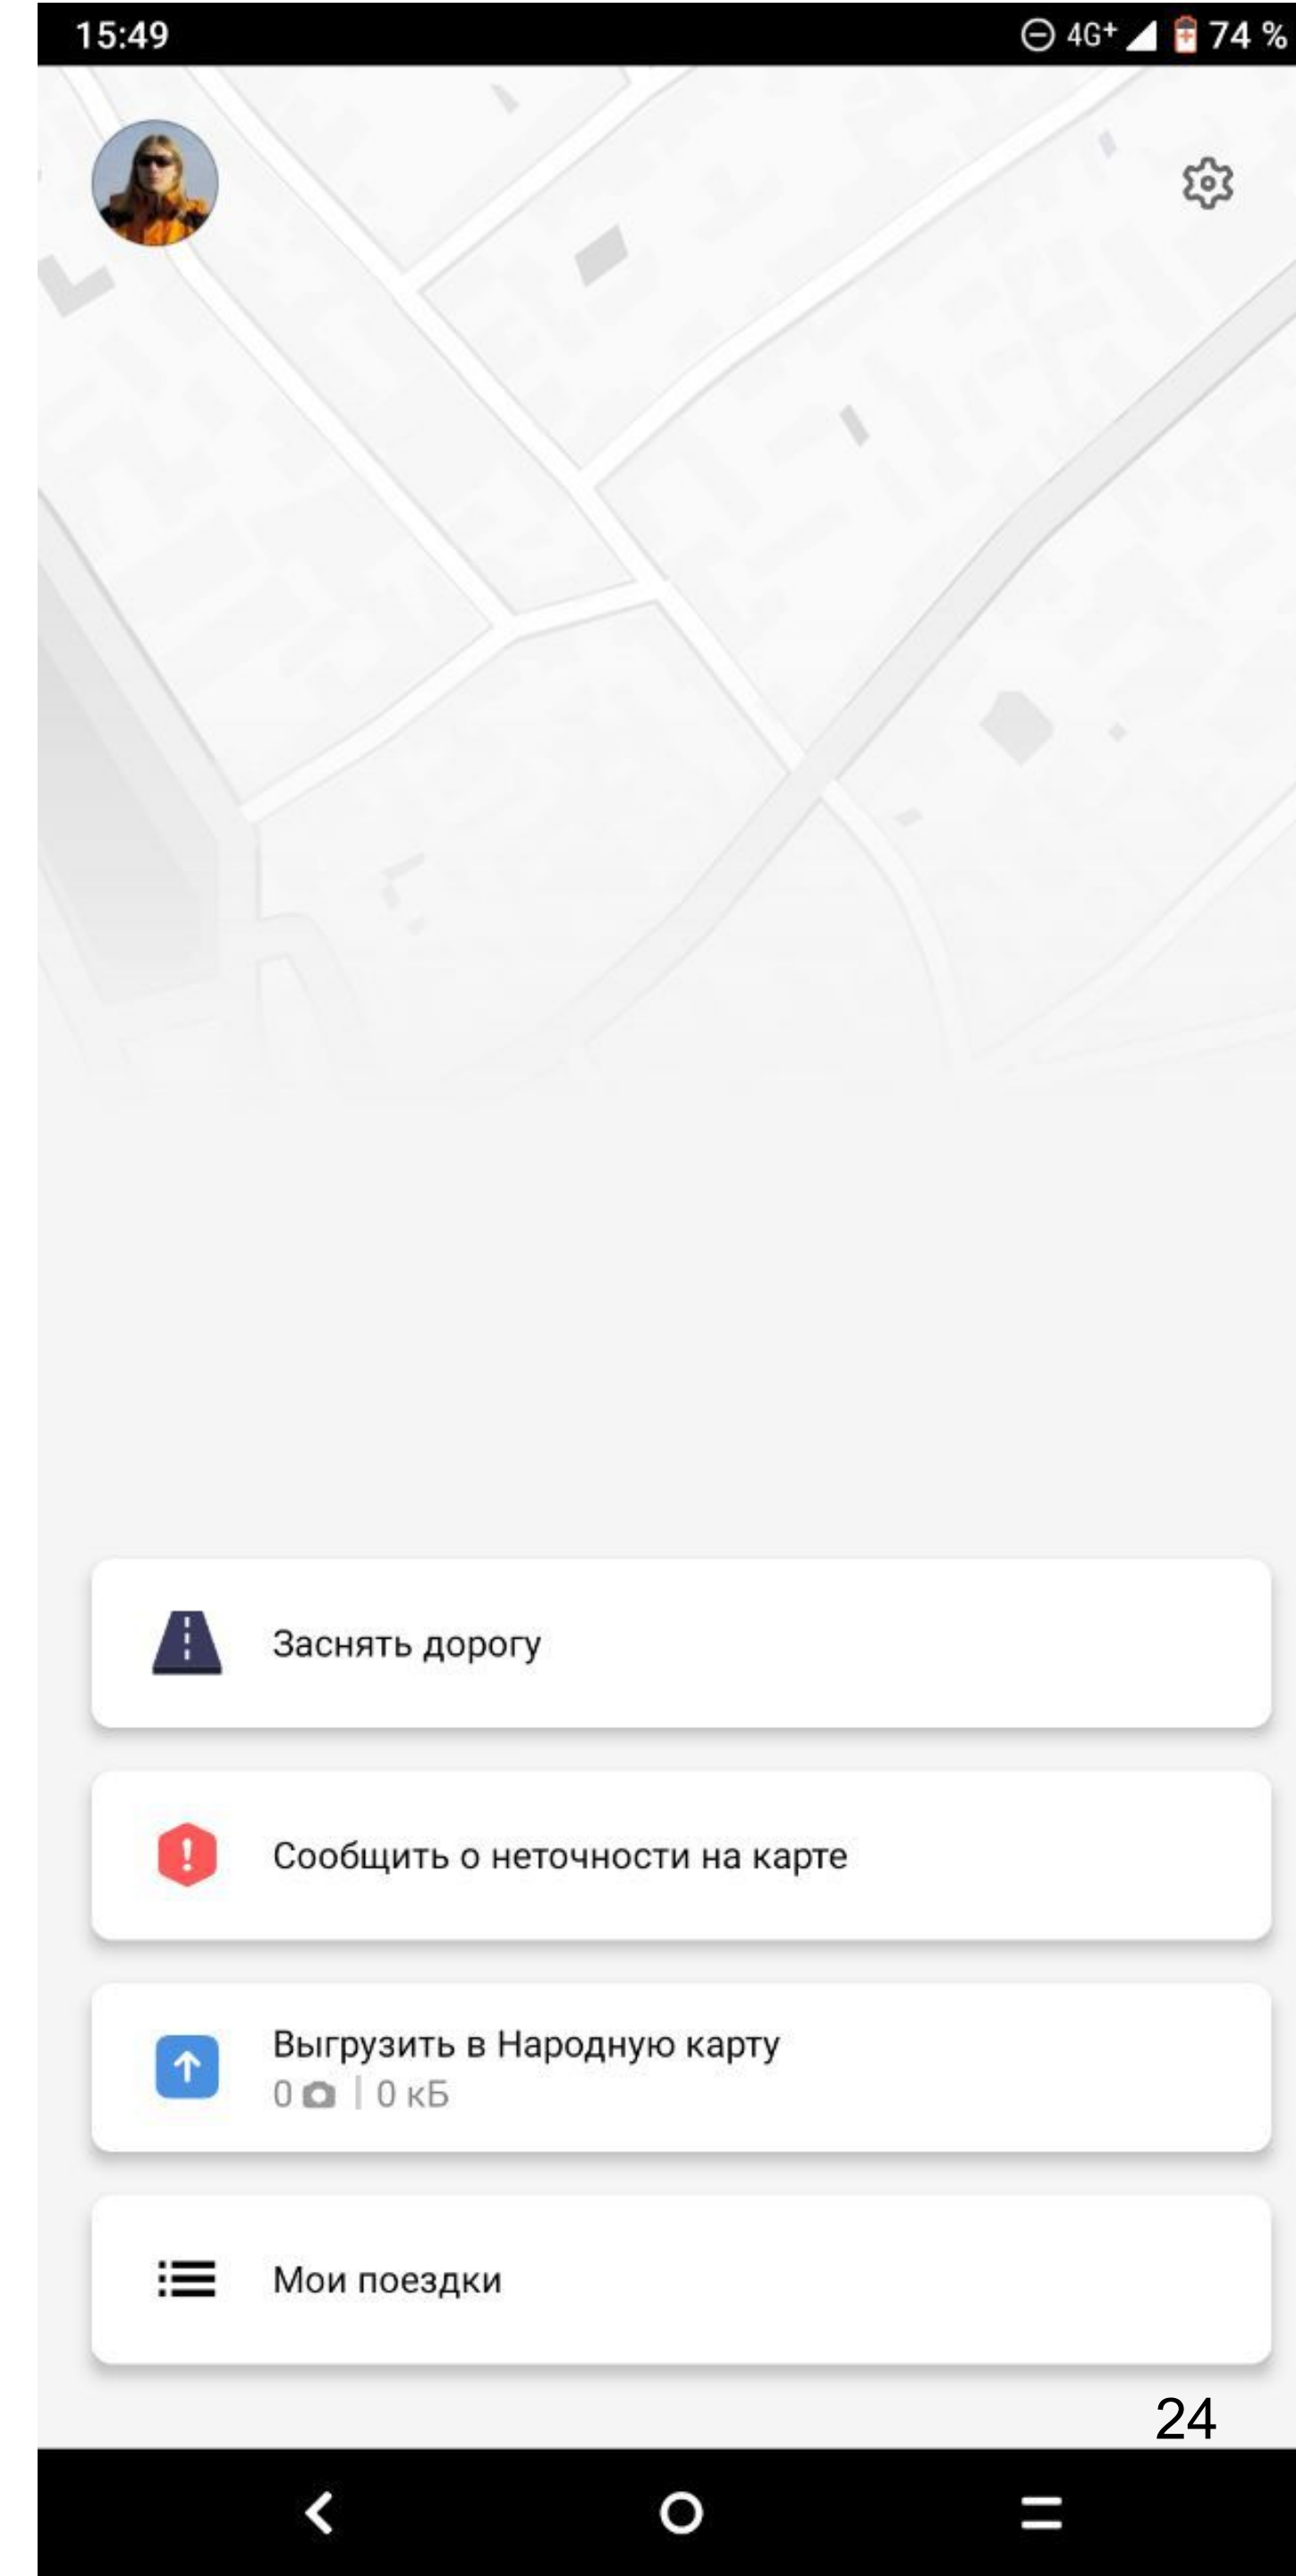 15:49 4G+ 74 %
Заснять дорогу
Сообщить о неточности на карте
Выгрузить в Народную карту
0 | 0 кБ
Мои поездки
24